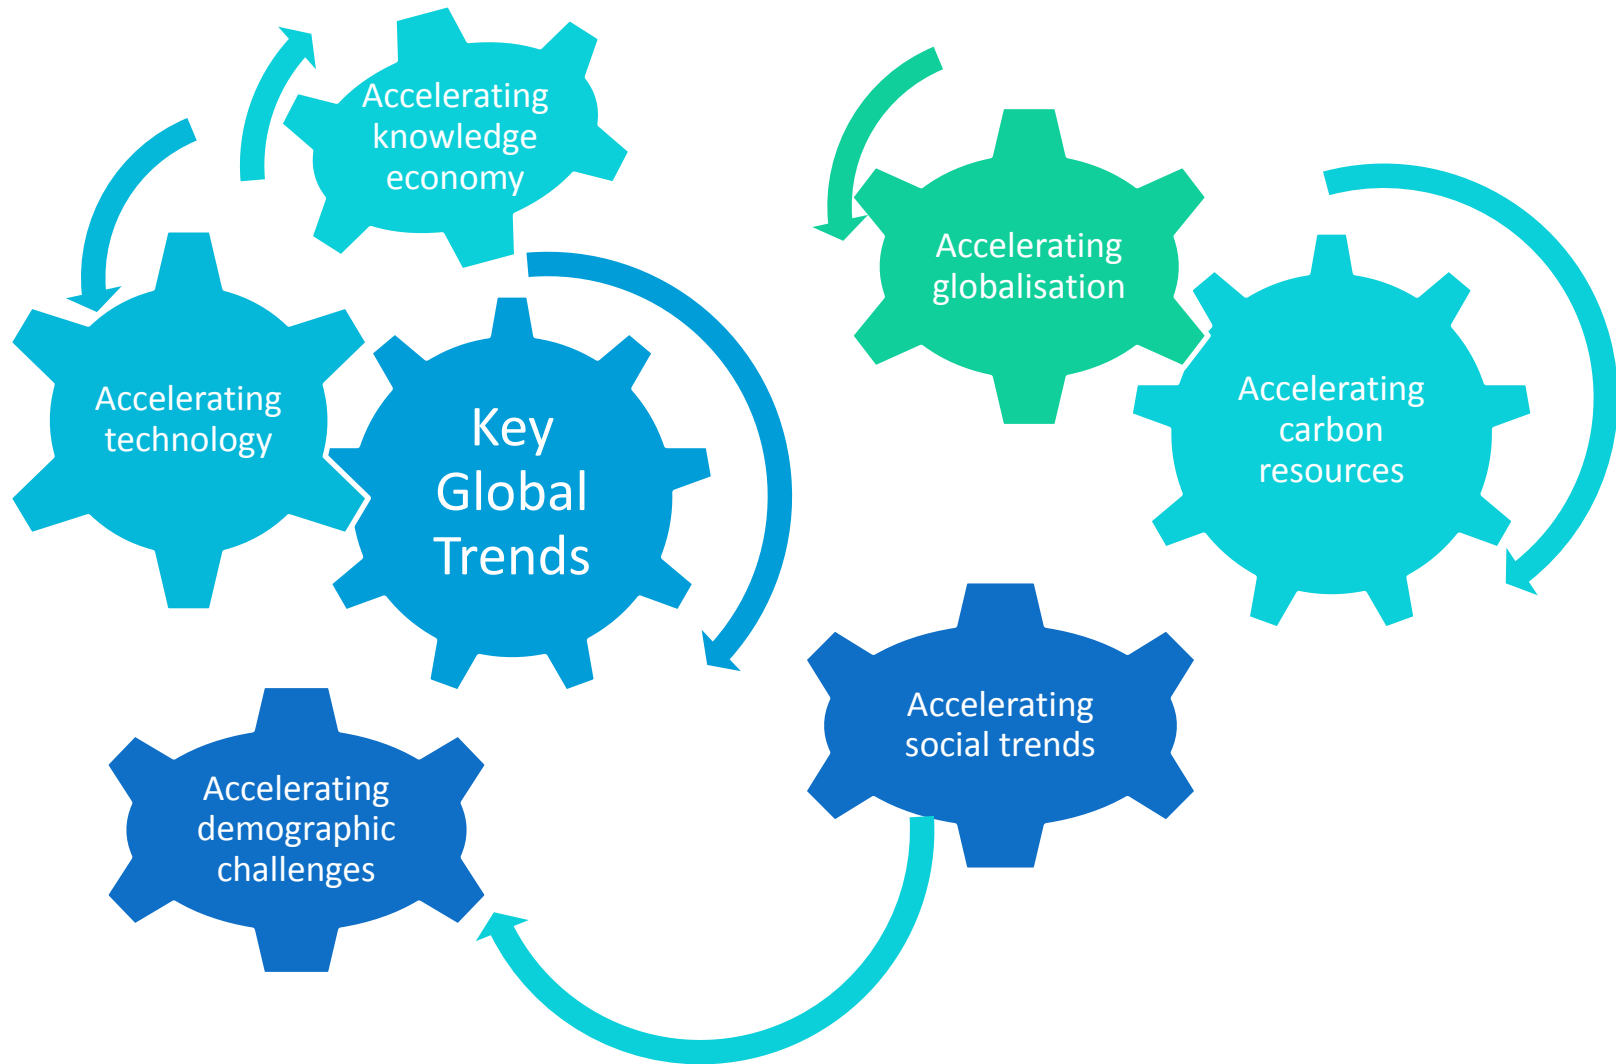 Accelerating
knowledge
economy
Accelerating
technology
Key
Global
Trends
Accelerating
globalisation
Accelerating
carbon
resources
Accelerating
social trends
Accelerating
demographic
challenges